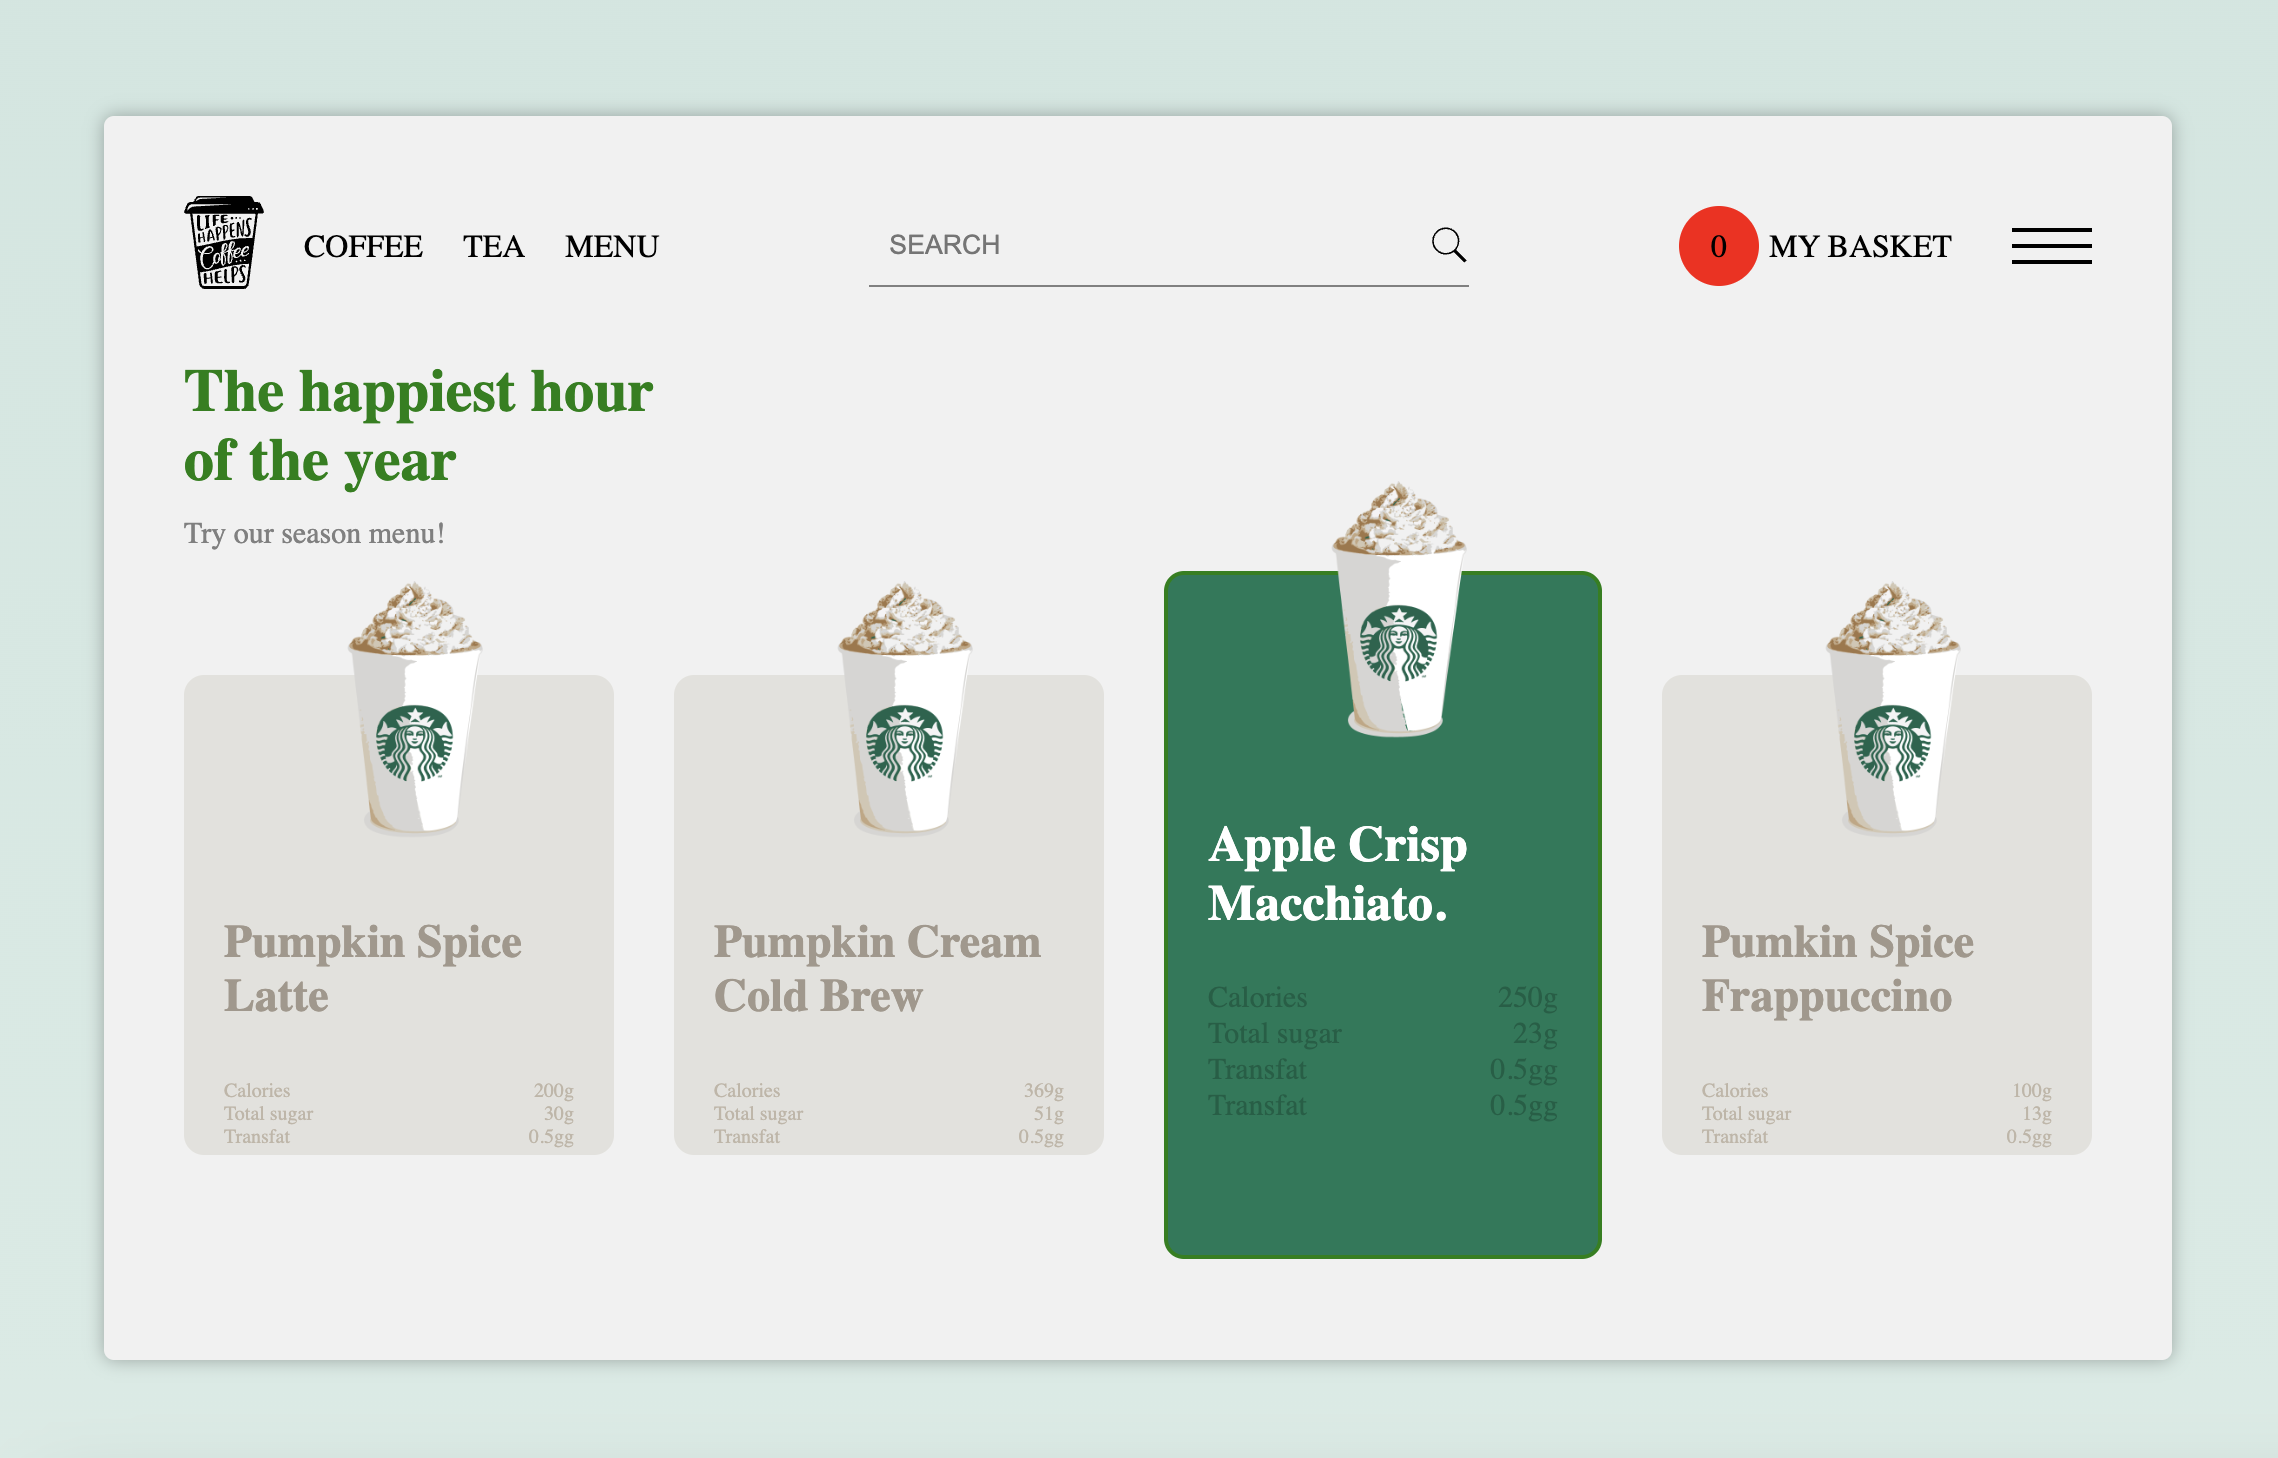 LIFE
HAPPENS
Coffee
HELPS
COFFEE TEA MENU
SEARCH
0 MY BASKET
The happiest hour
of the year
Try our season menu!
Pumpkin Spice
Latte
Calories 200g
Total sugar 30g
Transfat 0.5gg
Pumpkin Cream
Cold Brew
Calories 369g
Total sugar 51g
Transfat 0.5gg
Apple Crisp
Macchiato.
Calories 250g
Total sugar 23g
Transfat 0.5gg
Transfat 0.5gg
Pumkin Spice
Frappuccino
Calories 100g
Total sugar 13g
Transfat 0.5gg